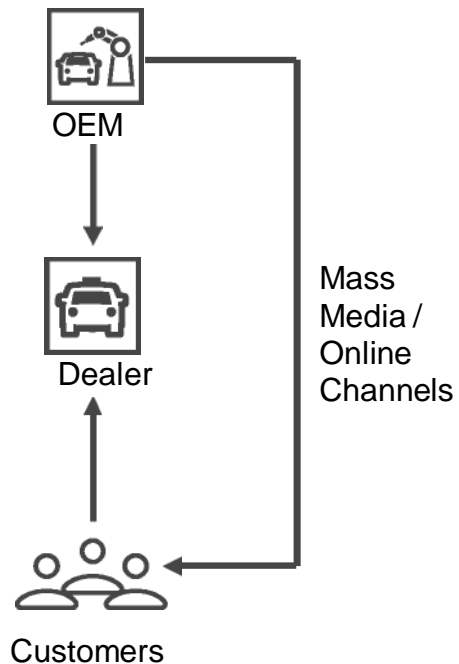 OEM
Dealer
Mass
Media /
Online
Channels
Customers